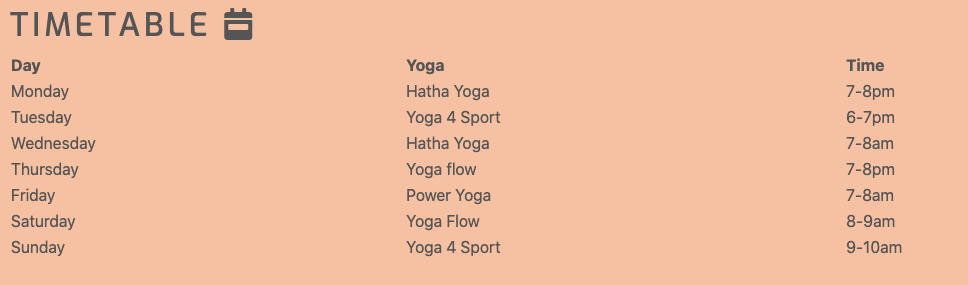 TIMETABLE
Day Yoga Time
Monday Hatha Yoga 7-8pm
Tuesday Yoga 4 Sport 6-7pm
Wednesday Hatha Yoga 7-8am
Thursday Yoga flow 7-8pm
Friday Power Yoga 7-8am
Saturday Yoga Flow 8-9am
Sunday Yoga 4 Sport 9-10am